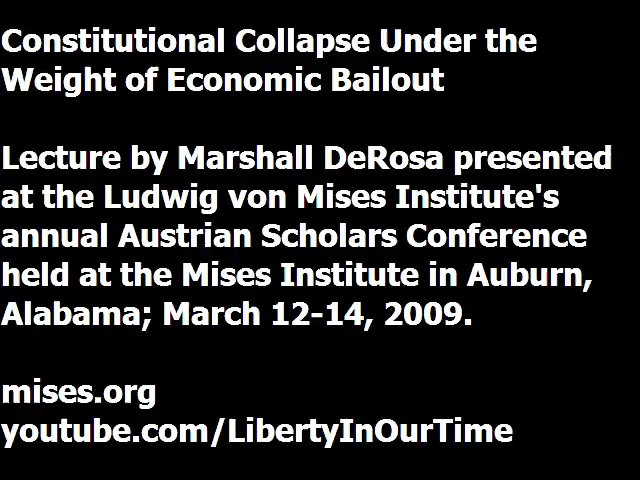 Constitutional Collapse Under the
Weight of Economic Bailout
Lecture by Marshall DeRosa presented
at the Ludwig von Mises Institute's
annual Austrian Scholars Conference
held at the Mises Institute in Auburn,
Alabama; March 12-14, 2009.
mises.org
youtube.com/LibertyInOurTime